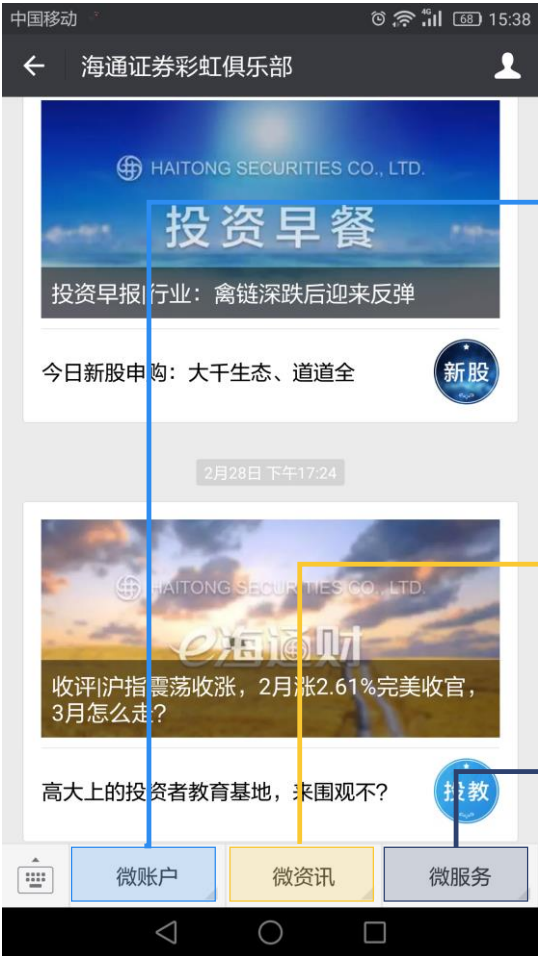 中国移动
4G 68 15:38
海通证券彩虹俱乐部
HAITONG SECURITIES CO., LTD.
投资早餐
投资早报|行业：禽链深跌后迎来反弹
今日新股申购：大千生态、道道全
新股
2月28日 下午17:24
HAITONG SECURITIES CO., LTD.
e海通财
收评|沪指震荡收涨，2月涨2.61%完美收官，
3月怎么走？
高大上的投资者教育基地，来围观不？
投教
微账户
微资讯
微服务